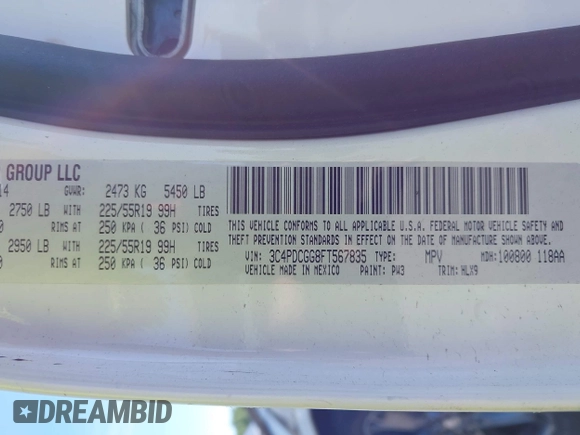 GROUP LLC
14 GVWR: 2473 KG 5450 LB
2750 LB WITH 225/55R19 99H TIRES
0 RIMS AT 250 KPA ( 36 PSI) COLD
2950 LB WITH 225/55R19 99H TIRES
0 RIMS AT 250 KPA ( 36 PSI) COLD
THIS VEHICLE CONFORMS TO ALL APPLICABLE U.S.A. FEDERAL MOTOR VEHICLE SAFETY AND
THEFT PREVENTION STANDARDS IN EFFECT ON THE DATE OF MANUFACTURE SHOWN ABOVE.
VIN: 3C4PDCGG8FT567835 TYPE: MPV MDH: 100800 118AA
VEHICLE MADE IN MEXICO PAINT: PW3 TRIM: HLX9
DREAMBID